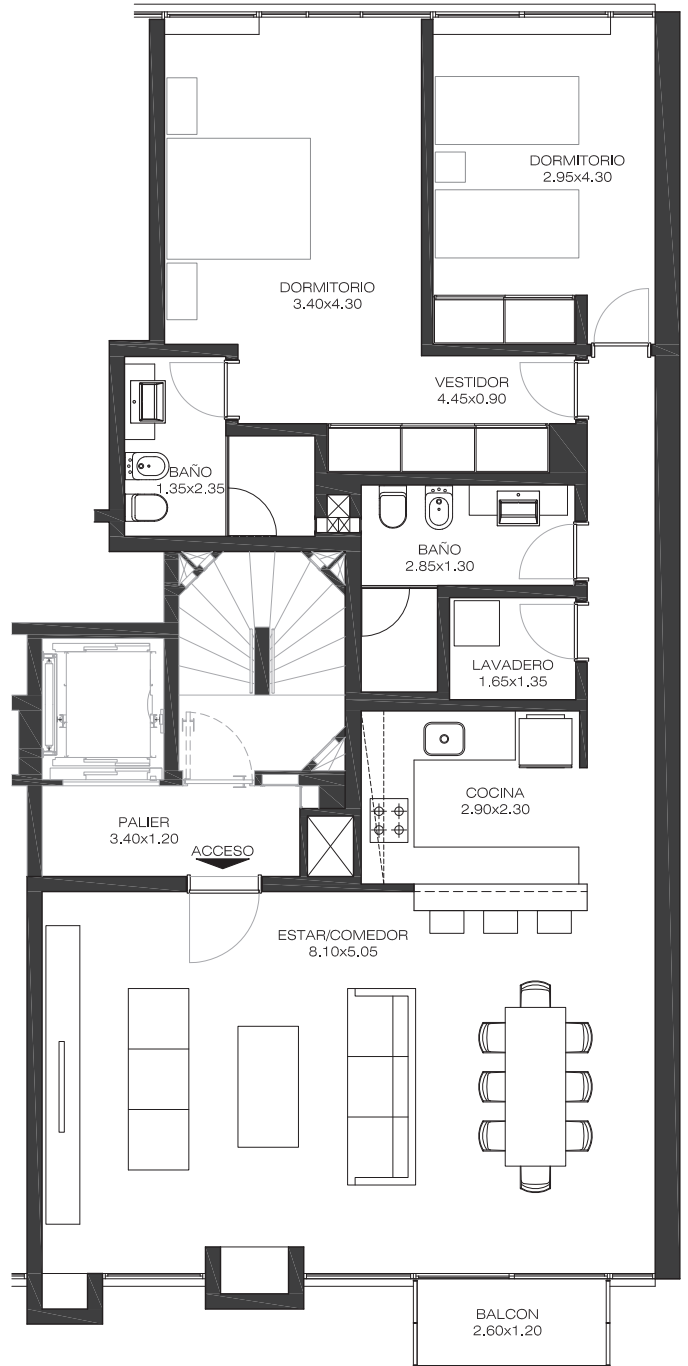 DORMITORIO
2.95x4.30
DORMITORIO
3.40x4.30
VESTIDOR
4.45x0.90
BAÑO
1.35x2.35
BAÑO
2.85x1.30
LAVADERO
1.65x1.35
COCINA
2.90x2.30
PALIER
3.40x1.20
ACCESO
ESTAR/COMEDOR
8.10x5.05
BALCON
2.60x1.20